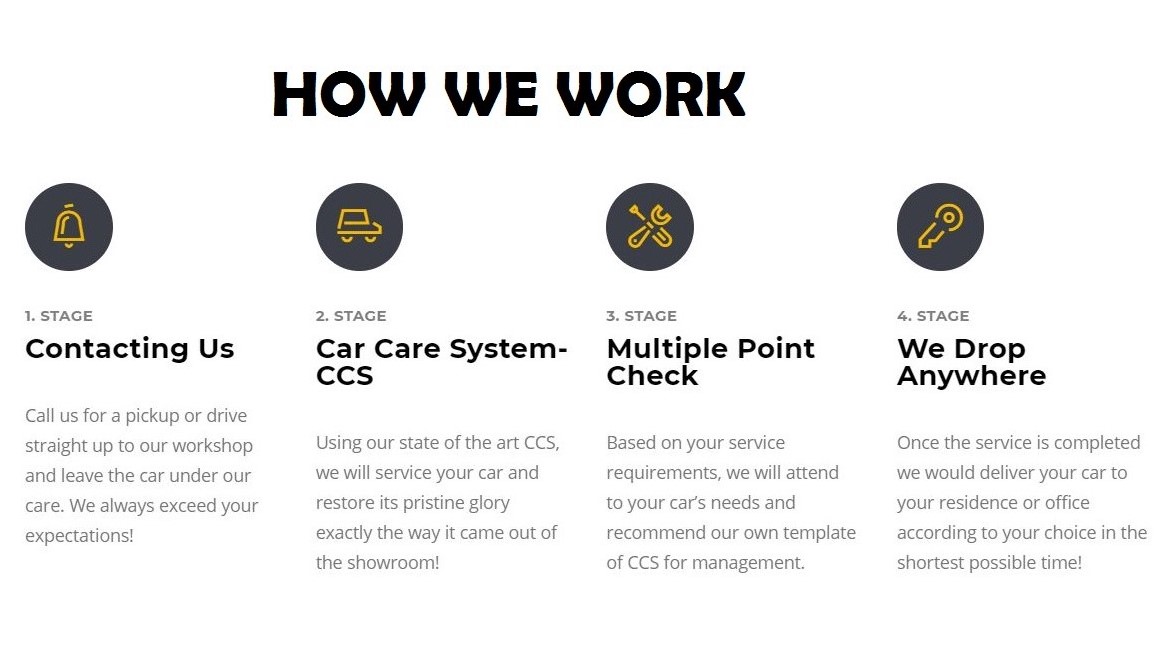 HOW WE WORK
1. STAGE
Contacting Us
Call us for a pickup or drive
straight up to our workshop
and leave the car under our
care. We always exceed your
expectations!
2. STAGE
Car Care System-
CCS
Using our state of the art CCS,
we will service your car and
restore its pristine glory
exactly the way it came out of
the showroom!
3. STAGE
Multiple Point
Check
Based on your service
requirements, we will attend
to your car’s needs and
recommend our own template
of CCS for management.
4. STAGE
We Drop
Anywhere
Once the service is completed
we would deliver your car to
your residence or office
according to your choice in the
shortest possible time!